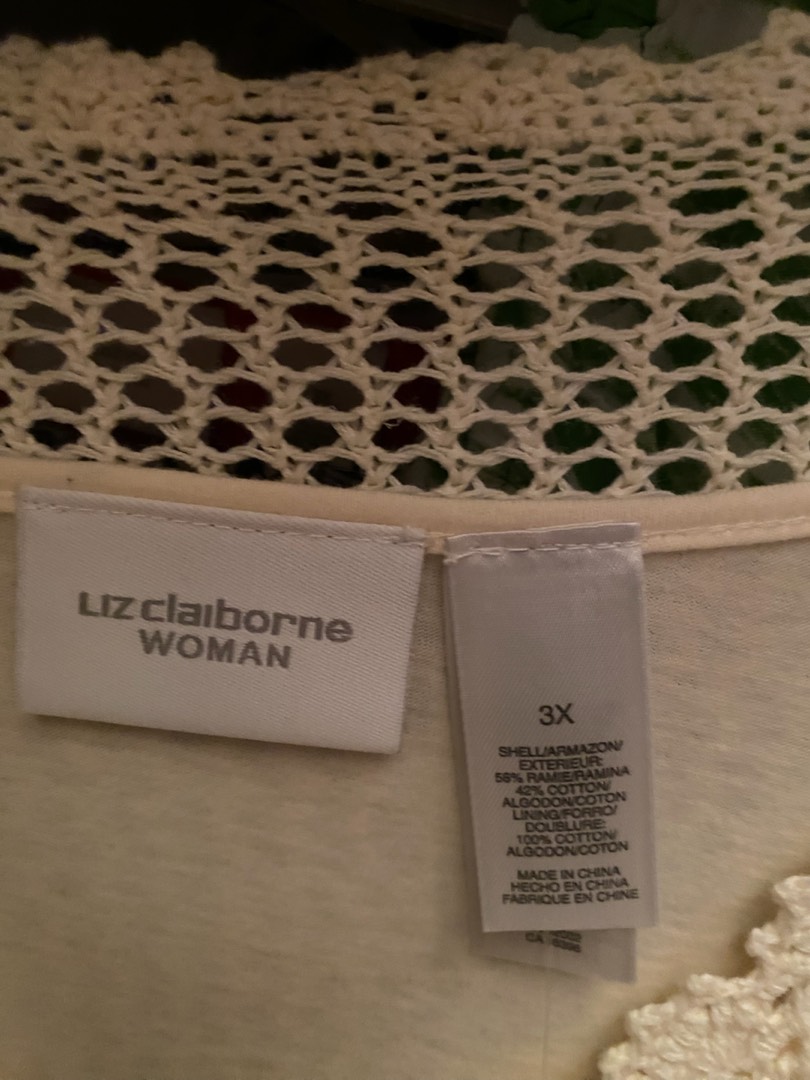 Liz claiborne
WOMAN
3X
SHELL/ARMAZON/
EXTERIEUR:
58% RAMIE/RAMINA
42% COTTON/
ALGODON/COTON
LINING/FORRO/
DOUBLURE:
100% COTTON/
ALGODON/COTON
MADE IN CHINA
HECHO EN CHINA
FABRIQUE EN CHINE
CA